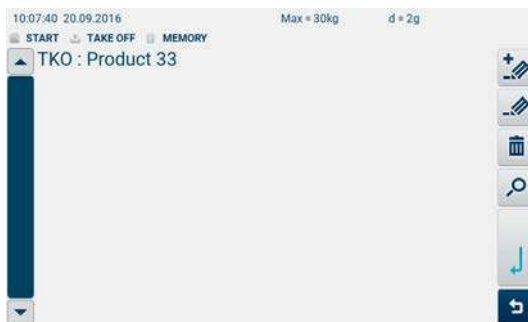 10:07:40 20.09.2016 Max = 30kg d = 2g
START TAKE OFF MEMORY
TKO : Product 33